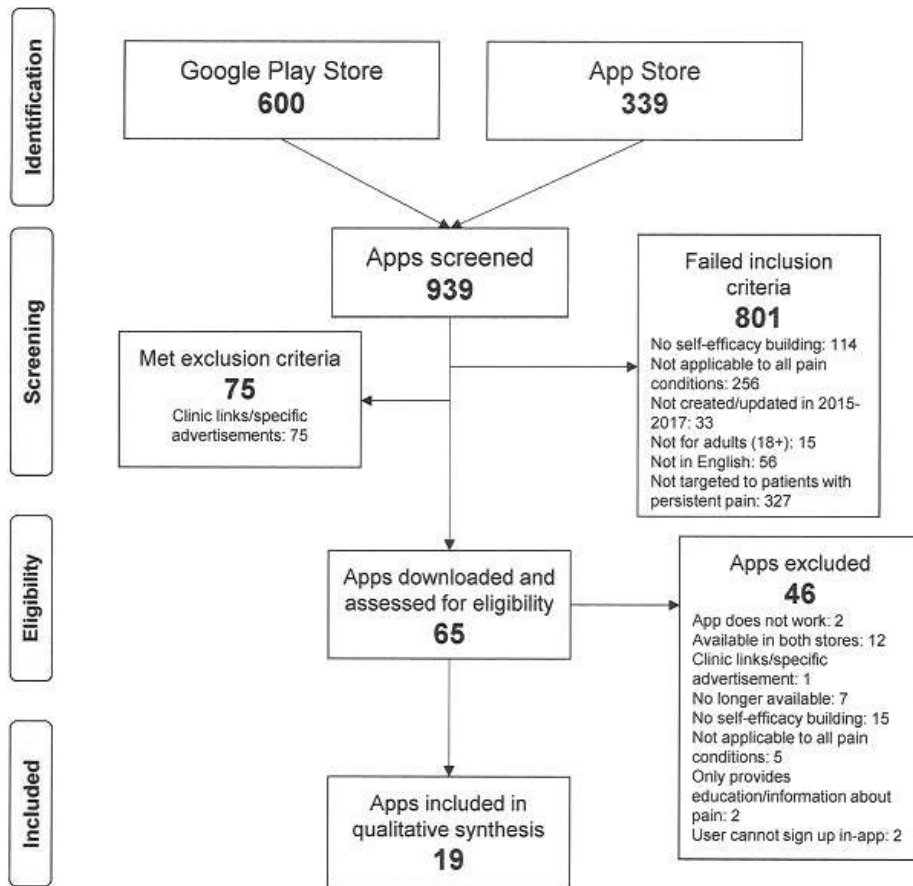 Identification
Google Play Store
600
App Store
339
Screening
Apps screened
939
Failed inclusion
criteria
801
No self-efficacy building: 114
Not applicable to all pain
conditions: 256
Not created/updated in 2015-
2017: 33
Not for adults (18+): 15
Not in English: 56
Not targeted to patients with
persistent pain: 327
Met exclusion criteria
75
Clinic links/specific
advertisements: 75
Eligibility
Apps downloaded and
assessed for eligibility
65
Apps excluded
46
App does not work: 2
Available in both stores: 12
Clinic links/specific
advertisement: 1
No longer available: 7
No self-efficacy building: 15
Not applicable to all pain
conditions: 5
Only provides
education/information about
pain: 2
User cannot sign up in-app: 2
Included
Apps included in
qualitative synthesis
19